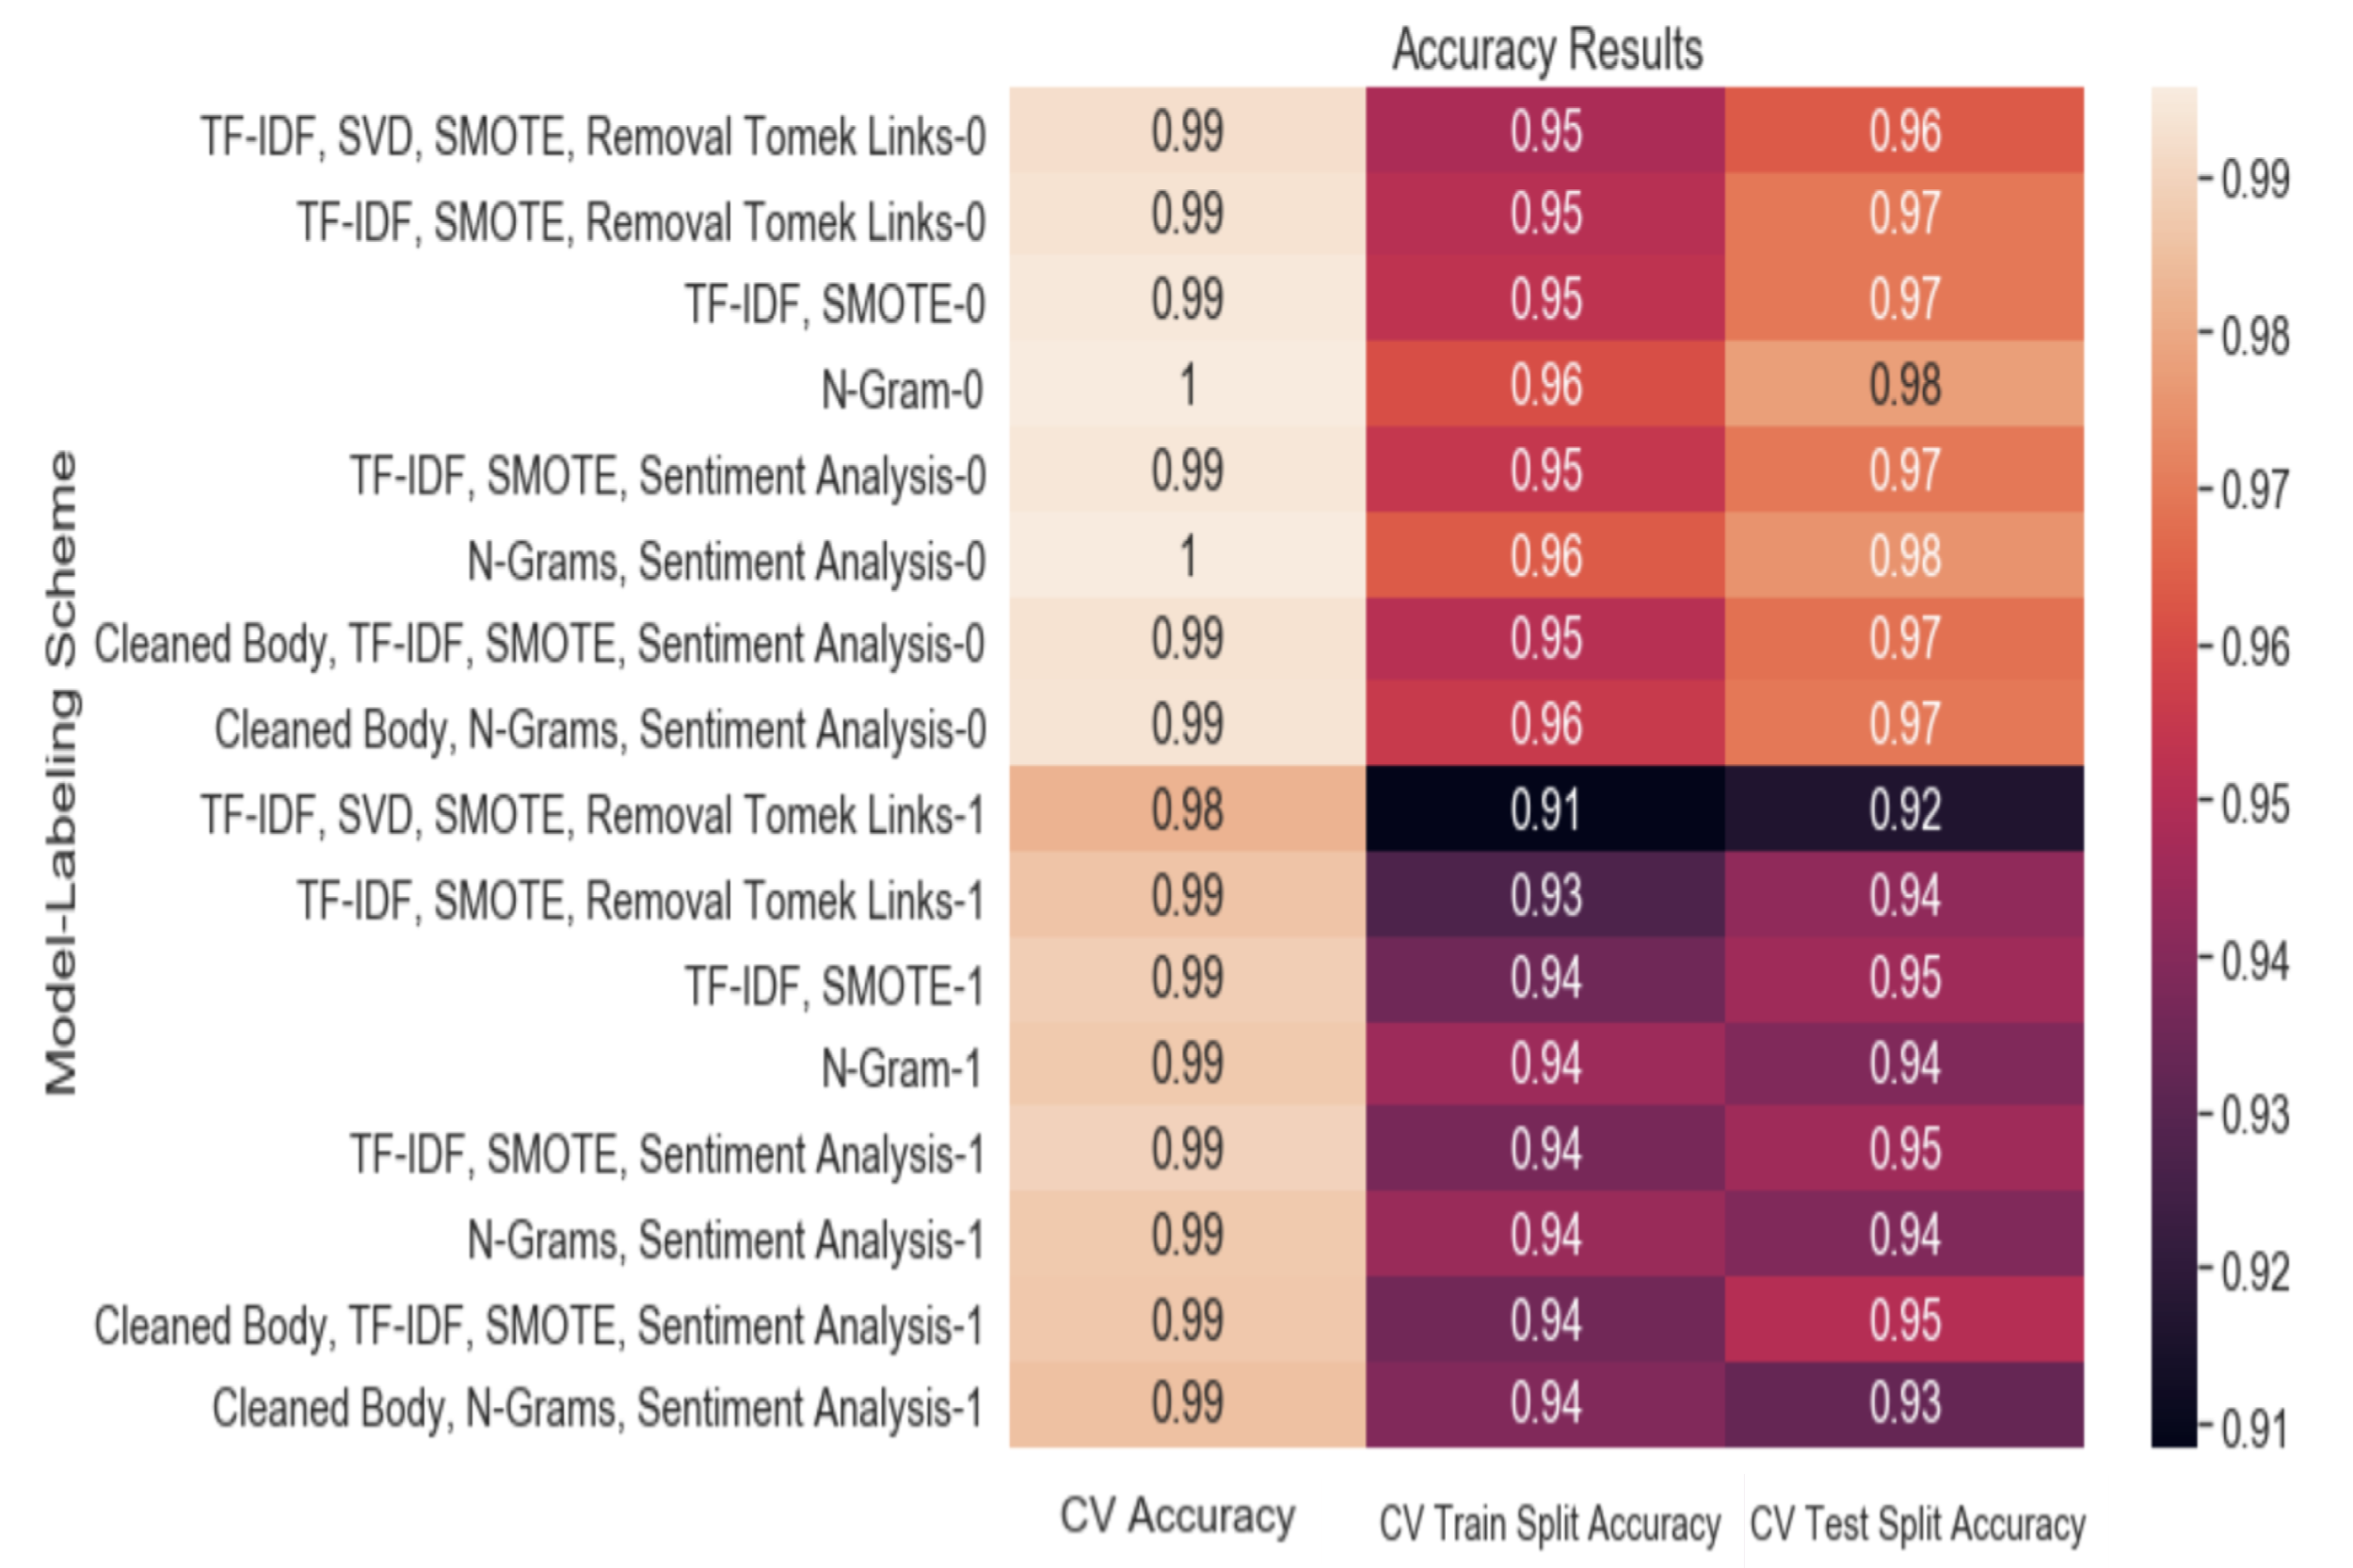 Accuracy Results
TF-IDF, SVD, SMOTE, Removal Tomek Links-0 0.99 0.95 0.96
TF-IDF, SMOTE, Removal Tomek Links-0 0.99 0.95 0.97
TF-IDF, SMOTE-0 0.99 0.95 0.97
N-Gram-0 1 0.96 0.98
TF-IDF, SMOTE, Sentiment Analysis-0 0.99 0.95 0.97
N-Grams, Sentiment Analysis-0 1 0.96 0.98
Cleaned Body, TF-IDF, SMOTE, Sentiment Analysis-0 0.99 0.95 0.97
Cleaned Body, N-Grams, Sentiment Analysis-0 0.99 0.96 0.97
TF-IDF, SVD, SMOTE, Removal Tomek Links-1 0.98 0.91 0.92
TF-IDF, SMOTE, Removal Tomek Links-1 0.99 0.93 0.94
TF-IDF, SMOTE-1 0.99 0.94 0.95
N-Gram-1 0.99 0.94 0.94
TF-IDF, SMOTE, Sentiment Analysis-1 0.99 0.94 0.95
N-Grams, Sentiment Analysis-1 0.99 0.94 0.94
Cleaned Body, TF-IDF, SMOTE, Sentiment Analysis-1 0.99 0.94 0.95
Cleaned Body, N-Grams, Sentiment Analysis-1 0.99 0.94 0.93
CV Accuracy CV Train Split Accuracy CV Test Split Accuracy
Model-Labeling Scheme
0.99
0.98
0.97
0.96
0.95
0.94
0.93
0.92
0.91